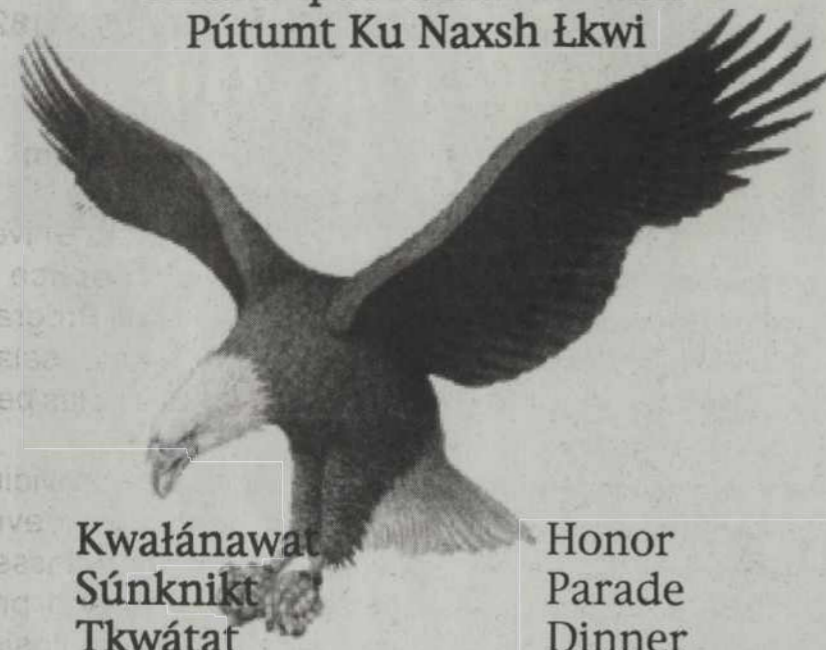 Pútumt Ku Naxsh Łkwi
Kwałánawat Honor
Súnknikt Parade
Tkwátat Dinner